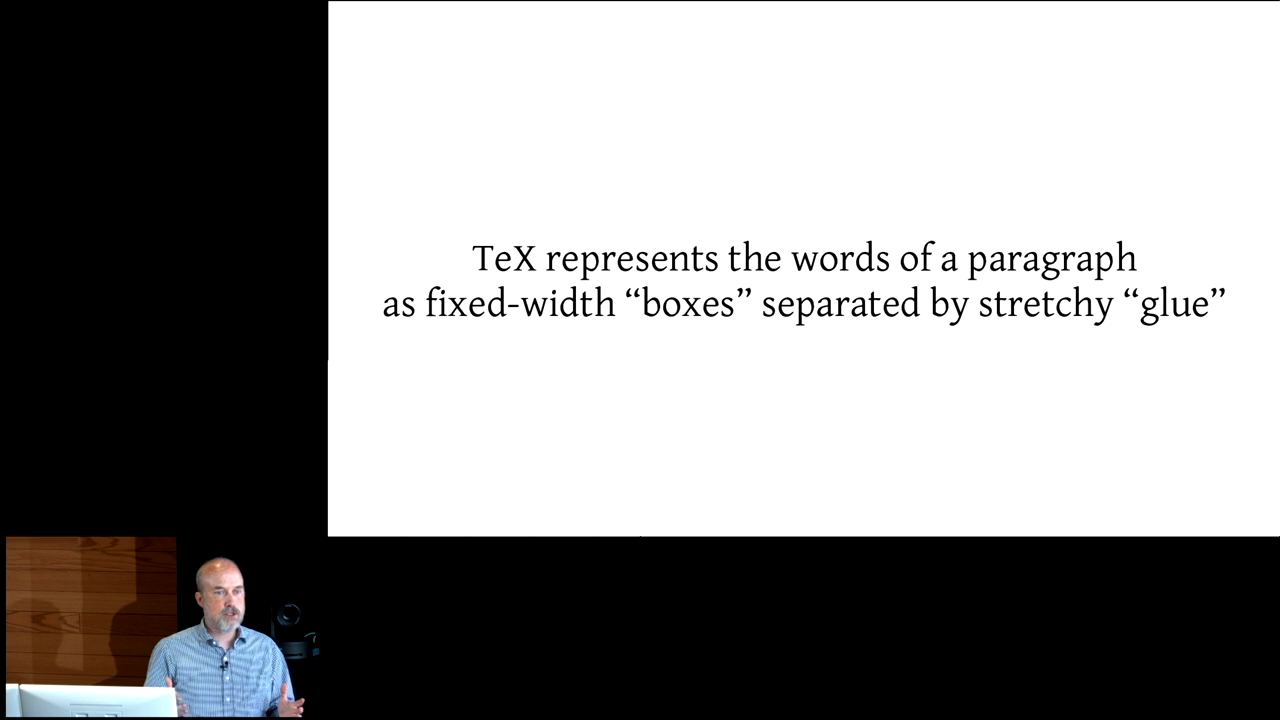 TeX represents the words of a paragraph
as fixed-width “boxes” separated by stretchy “glue”